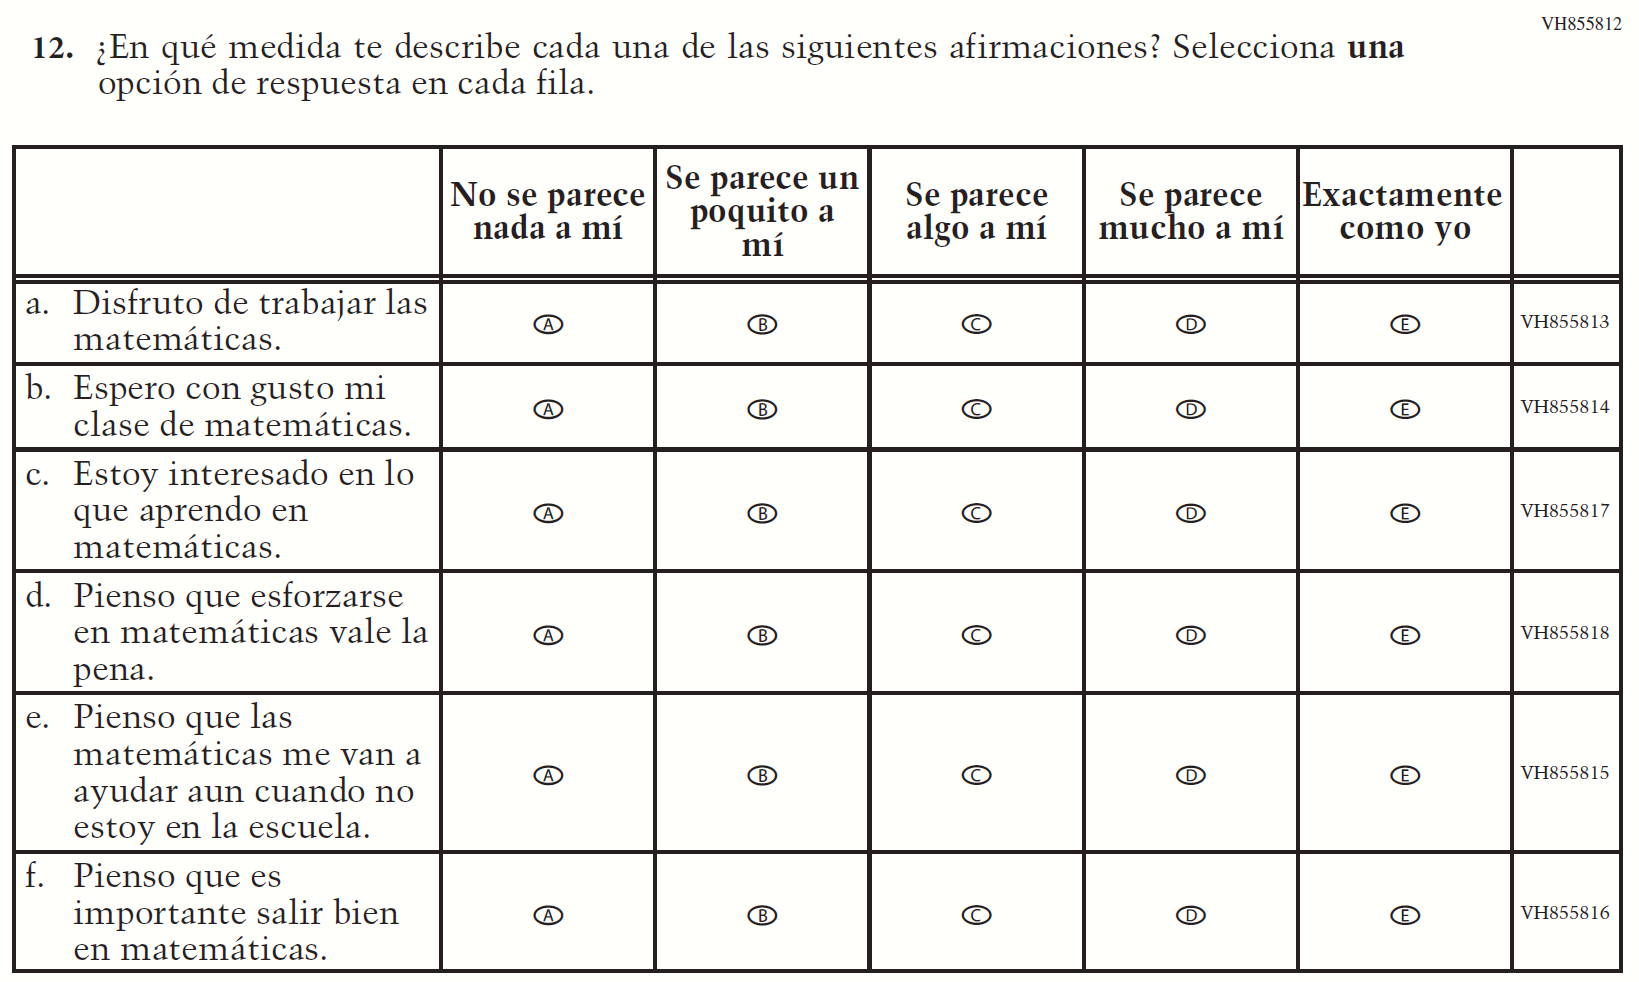 VH855812
12. ¿En qué medida te describe cada una de las siguientes afirmaciones? Selecciona una
opción de respuesta en cada fila.
No se parece
nada a mí
Se parece un
poquito a
mí
Se parece
algo a mí
Se parece
mucho a mí
Exactamente
como yo
a. Disfruto de trabajar las
matemáticas.
A B C D E VH855813
b. Espero con gusto mi
clase de matemáticas.
A B C D E VH855814
c. Estoy interesado en lo
que aprendo en
matemáticas.
A B C D E VH855817
d. Pienso que esforzarse
en matemáticas vale la
pena.
A B C D E VH855818
e. Pienso que las
matemáticas me van a
ayudar aun cuando no
estoy en la escuela.
A B C D E VH855815
f. Pienso que es
importante salir bien
en matemáticas.
A B C D E VH855816